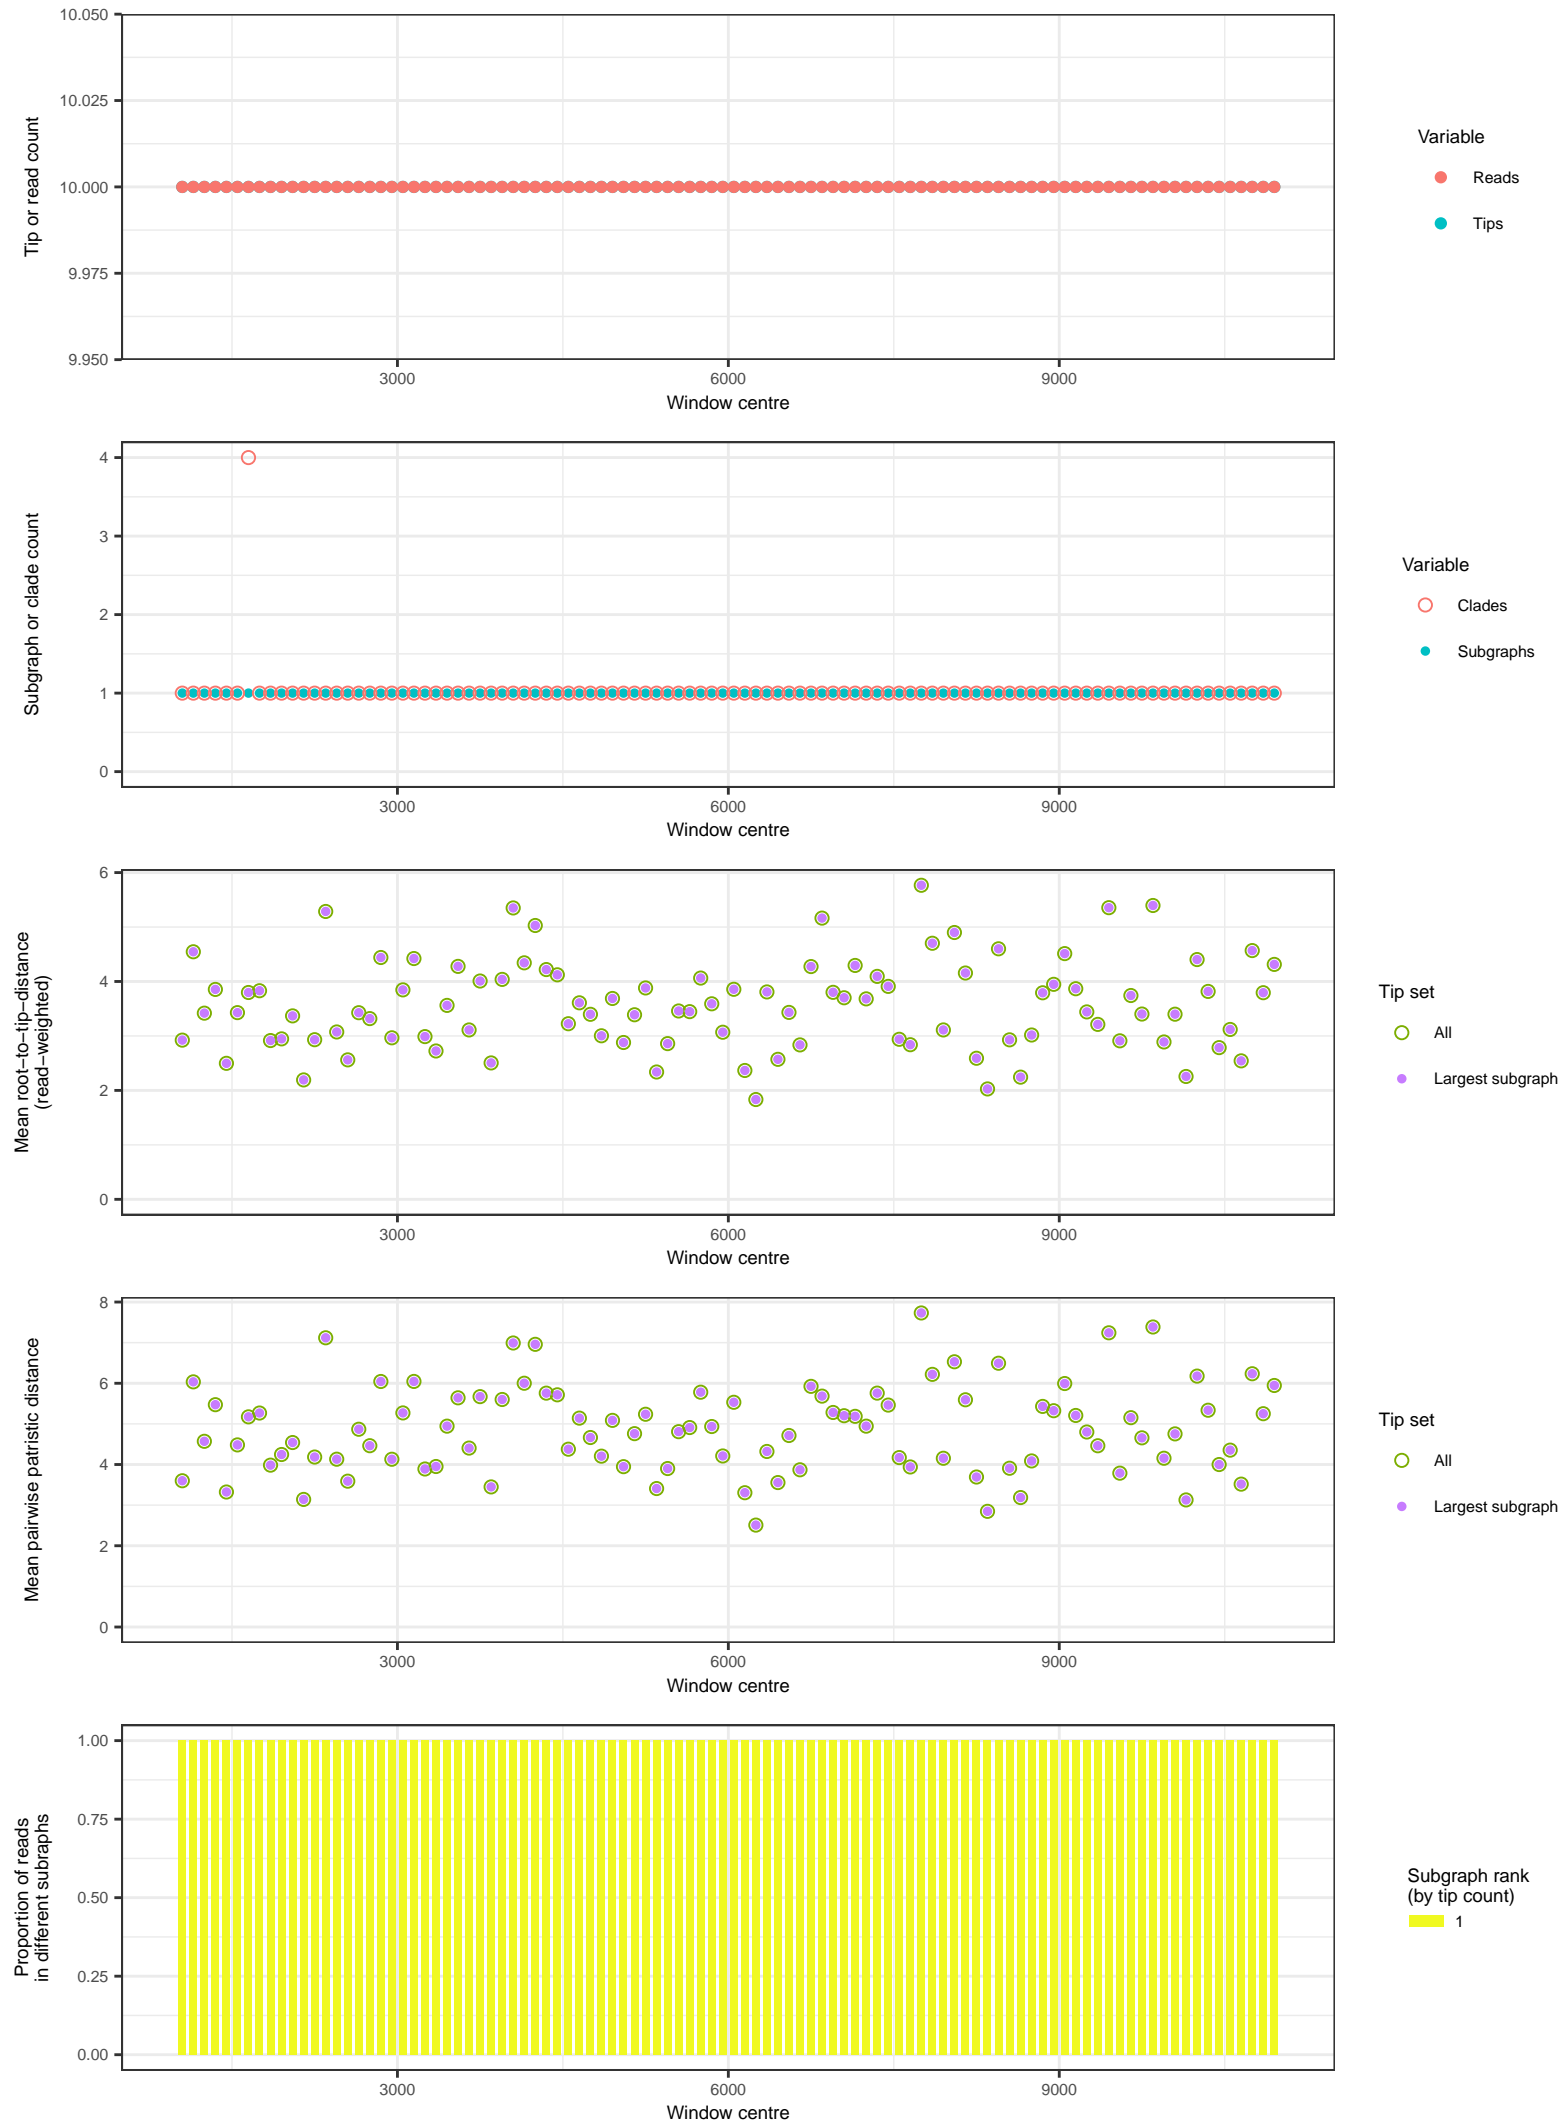 10.050
10.025
10.000
9.975
9.950
Tip or read count
3000
6000
9000
Window centre
Variable
Reads
Tips
4
3
2
1
0
Subgraph or clade count
3000
6000
9000
Window centre
Variable
Clades
Subgraphs
6
4
2
0
Mean root−to−tip−distance
(read−weighted)
3000
6000
9000
Window centre
Tip set
All
Largest subgraph
8
6
4
2
0
Mean pairwise patristic distance
3000
6000
9000
Window centre
Tip set
All
Largest subgraph
1.00
0.75
0.50
0.25
0.00
Proportion of reads
in different subraphs
3000
6000
9000
Window centre
Subgraph rank
(by tip count)
1